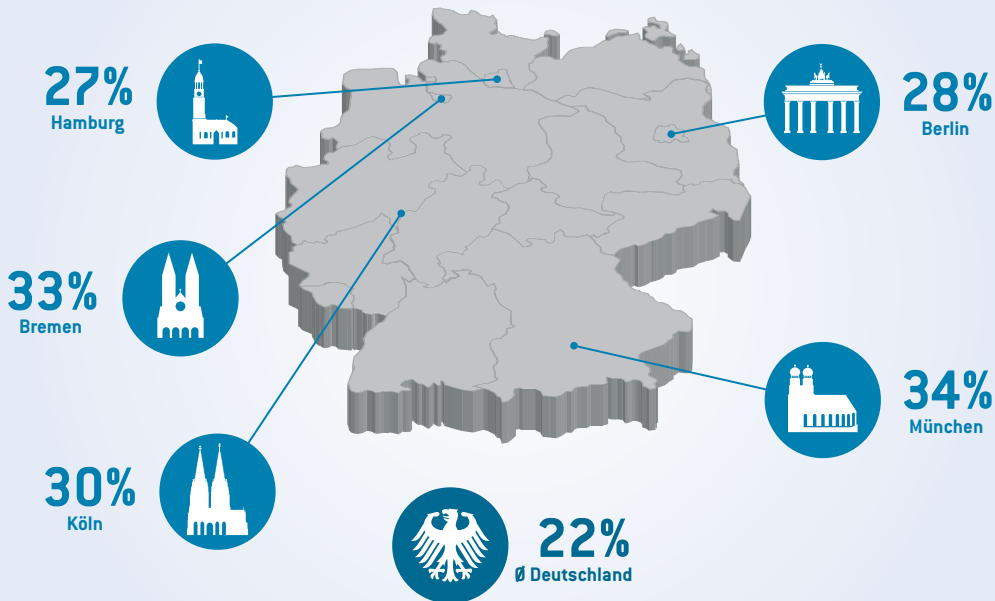 27%
Hamburg
28%
Berlin
33%
Bremen
34%
München
30%
Köln
22%
Ø Deutschland